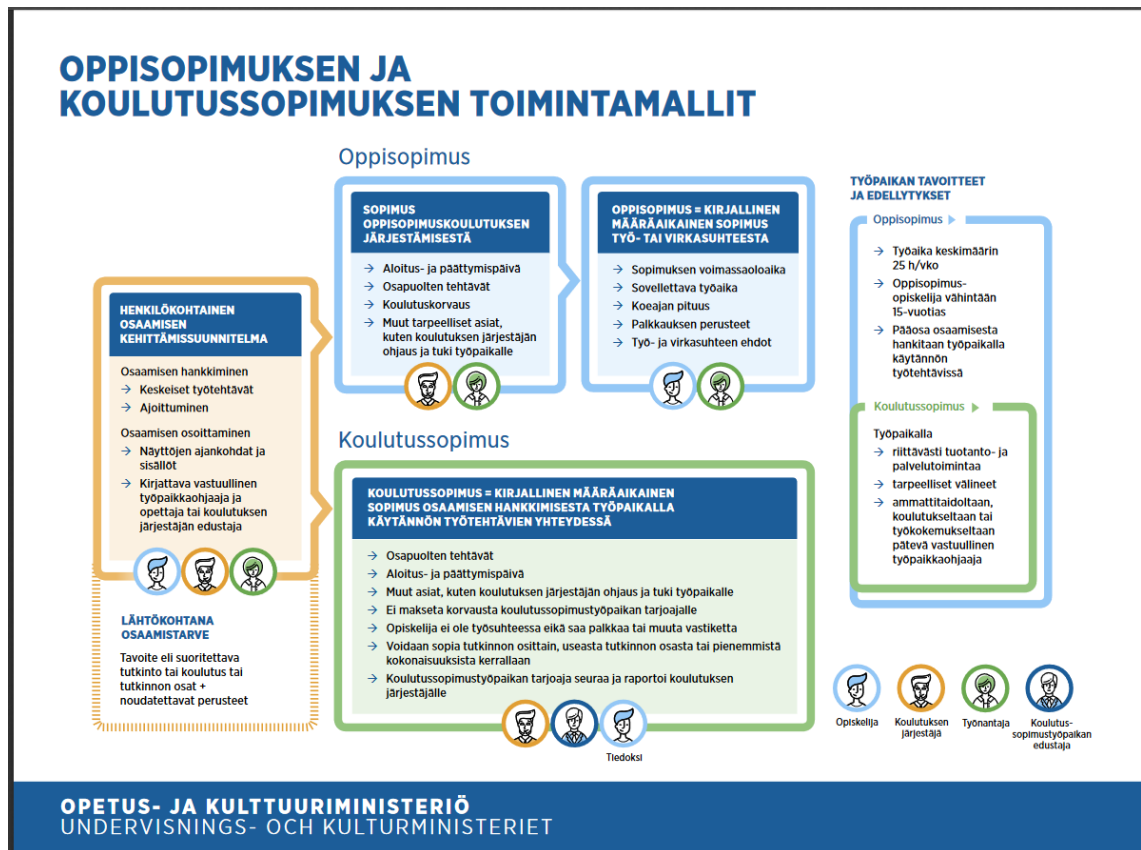 OPPISOPIMUKSEN JA
KOULUTUSSOPIMUKSEN TOIMINTAMALLIT
HENKILÖKOHTAINEN
OSAAMISEN
KEHITTÄMISSUUNNITELMA
Osaamisen hankkiminen
→ Keskeiset työtehtävät
→ Ajoittuminen
Osaamisen osoittaminen
→ Näyttöjen ajankohdat ja
sisällöt
→ Kirjattava vastuullinen
työpaikkaohjaaja ja
opettaja tai koulutuksen
järjestäjän edustaja
LÄHTÖKOHTANA
OSAAMISTARVE
Tavoite eli suoritettava
tutkinto tai koulutus tai
tutkinnon osat +
noudatettavat perusteet
Oppisopimus
SOPIMUS
OPPISOPIMUSKOULUTUKSEN
JÄRJESTÄMISESTÄ
→ Aloitus- ja päättymispäivä
→ Osapuolten tehtävät
→ Koulutuskorvaus
→ Muut tarpeelliset asiat,
kuten koulutuksen järjestäjän
ohjaus ja tuki työpaikalle
OPPISOPIMUS = KIRJALLINEN
MÄÄRÄAIKAINEN SOPIMUS
TYÖ- TAI VIRKASUHTEESTA
→ Sopimuksen voimassaoloaika
→ Sovellettava työaika
→ Koeajan pituus
→ Palkkauksen perusteet
→ Työ- ja virkasuhteen ehdot
Koulutussopimus
KOULUTUSSOPIMUS = KIRJALLINEN MÄÄRÄAIKAINEN
SOPIMUS OSAAMISEN HANKKIMISESTA TYÖPAIKALLA
KÄYTÄNNÖN TYÖTEHTÄVIEN YHTEYDESSÄ
→ Osapuolten tehtävät
→ Aloitus- ja päättymispäivä
→ Muut asiat, kuten koulutuksen järjestäjän ohjaus ja tuki työpaikalle
→ Ei makseta korvausta koulutussopimustyöpaikan tarjoajalle
→ Opiskelija ei ole työsuhteessa eikä saa palkkaa tai muuta vastiketta
→ Voidaan sopia tutkinnon osittain, useasta tutkinnon osasta tai pienemmistä
kokonaisuuksista kerrallaan
→ Koulutussopimustyöpaikan tarjoaja seuraa ja raportoi koulutuksen
järjestäjälle
Tiedoksi
TYÖPAIKAN TAVOITTEET
JA EDELLYTYKSET
Oppisopimus
→ Työaika keskimäärin
25 h/vko
→ Oppisopimus-
opiskelija vähintään
15-vuotias
→ Pääosa osaamisesta
hankitaan työpaikalla
käytännön
työtehtävissä
Koulutussopimus
Työpaikalla
→ riittävästi tuotanto- ja
palvelutoimintaa
→ tarpeelliset välineet
→ ammattitaidoltaan,
koulutukseltaan tai
työkokemukseltaan
pätevä vastuullinen
työpaikkaohjaaja
Opiskelija
Koulutuksen
järjestäjä
Työnantaja
Koulutus-
sopimustyöpaikan
edustaja
OPETUS- JA KULTTUURIMINISTERIÖ
UNDERVISNINGS- OCH KULTURMINISTERIET